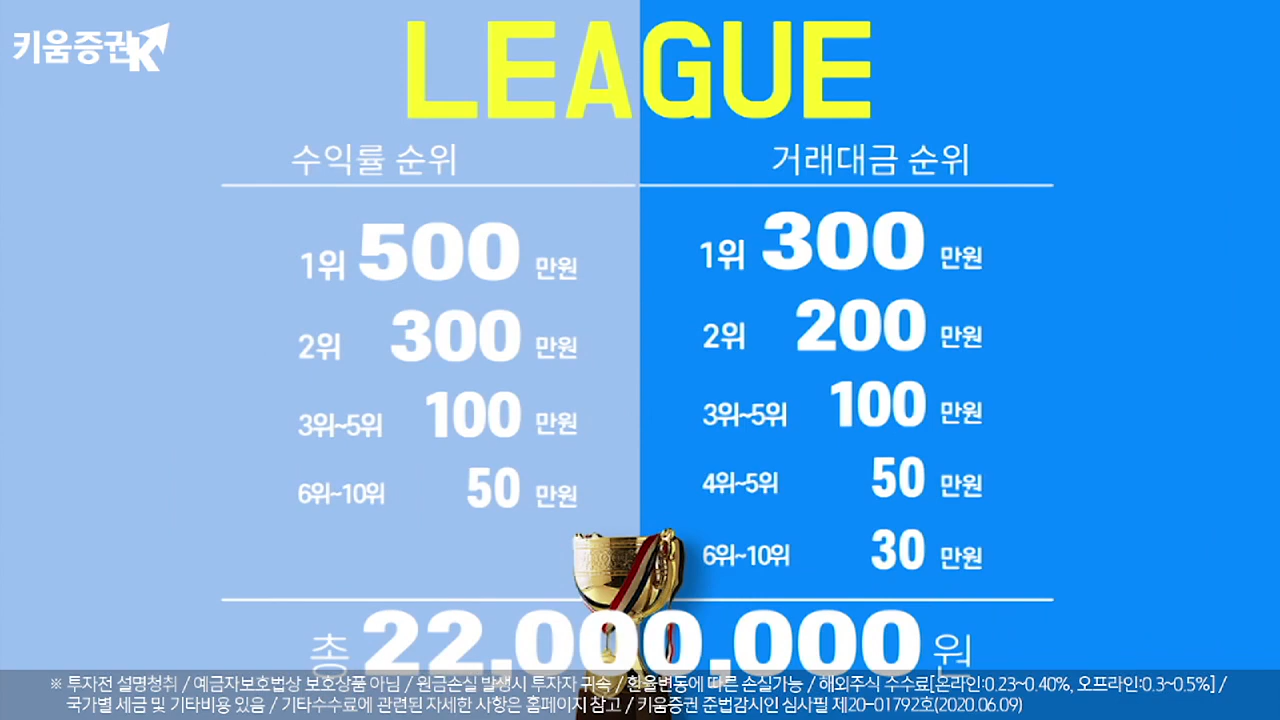 키움증권
LEAGUE
수익률 순위
1위 500 만원
2위 300 만원
3위~5위 100 만원
6위~10위 50 만원
거래대금 순위
1위 300 만원
2위 200 만원
3위~5위 100 만원
4위~5위 50 만원
6위~10위 30 만원
총 22,000,000 원
※ 투자전 설명청취 / 예금자보호법상 보호상품 아님 / 원금손실 발생시 투자자 귀속 / 환율변동에 따른 손실가능 / 해외주식 수수료[온라인:0.23~0.40%, 오프라인:0.3~0.5%] /
국가별 세금 및 기타비용 있음 / 기타수수료에 관련된 자세한 사항은 홈페이지 참고 / 키움증권 준법감시인 심사필 제20-01792호(2020.06.09)